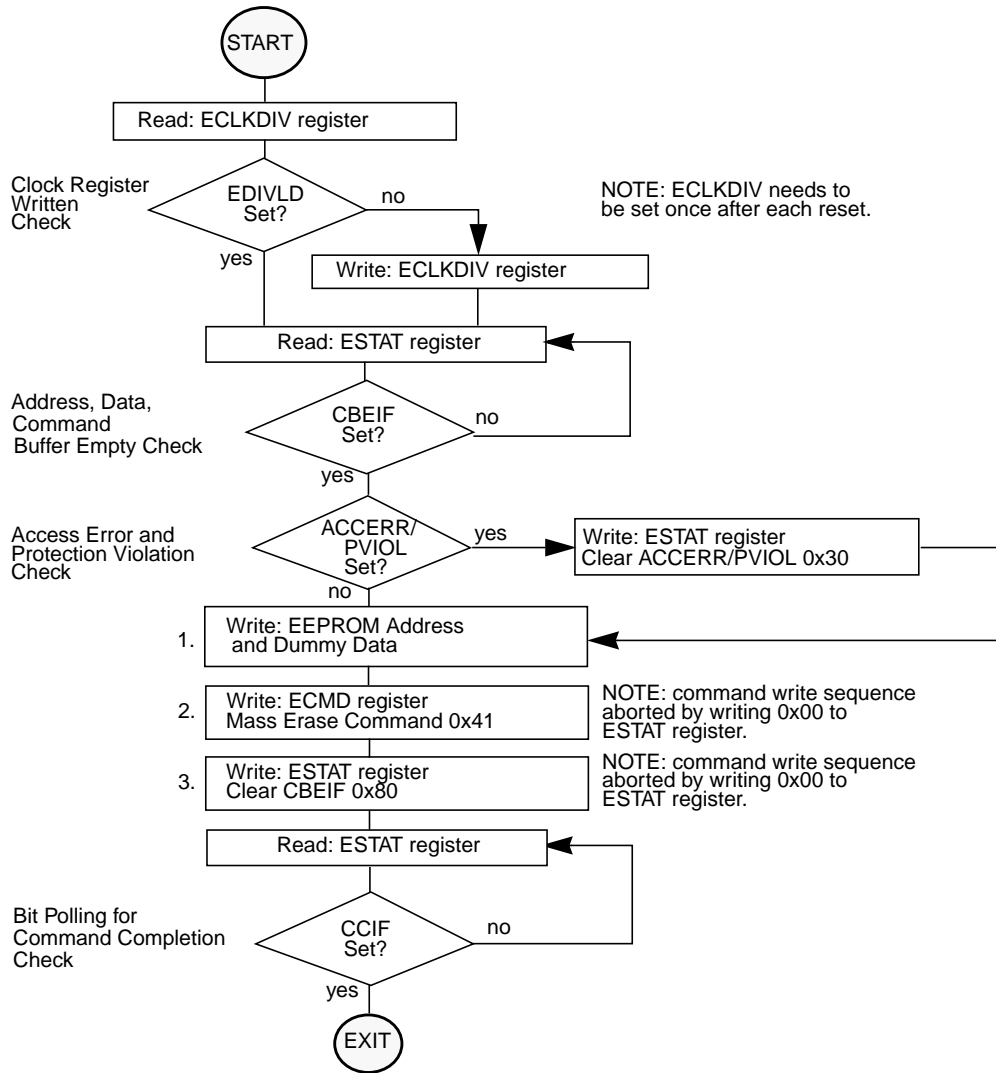 START
Read: ECLKDIV register
Clock Register
Written
Check
EDIVLD
Set?
no
yes
NOTE: ECLKDIV needs to
be set once after each reset.
Write: ECLKDIV register
Read: ESTAT register
Address, Data,
Command
Buffer Empty Check
CBEIF
Set?
no
yes
Access Error and
Protection Violation
Check
ACCERR/
PVIOL
Set?
yes
no
Write: ESTAT register
Clear ACCERR/PVIOL 0x30
1.
Write: EEPROM Address
and Dummy Data
2.
Write: ECMD register
Mass Erase Command 0x41
NOTE: command write sequence
aborted by writing 0x00 to
ESTAT register.
3.
Write: ESTAT register
Clear CBEIF 0x80
NOTE: command write sequence
aborted by writing 0x00 to
ESTAT register.
Read: ESTAT register
Bit Polling for
Command Completion
Check
CCIF
Set?
no
yes
EXIT